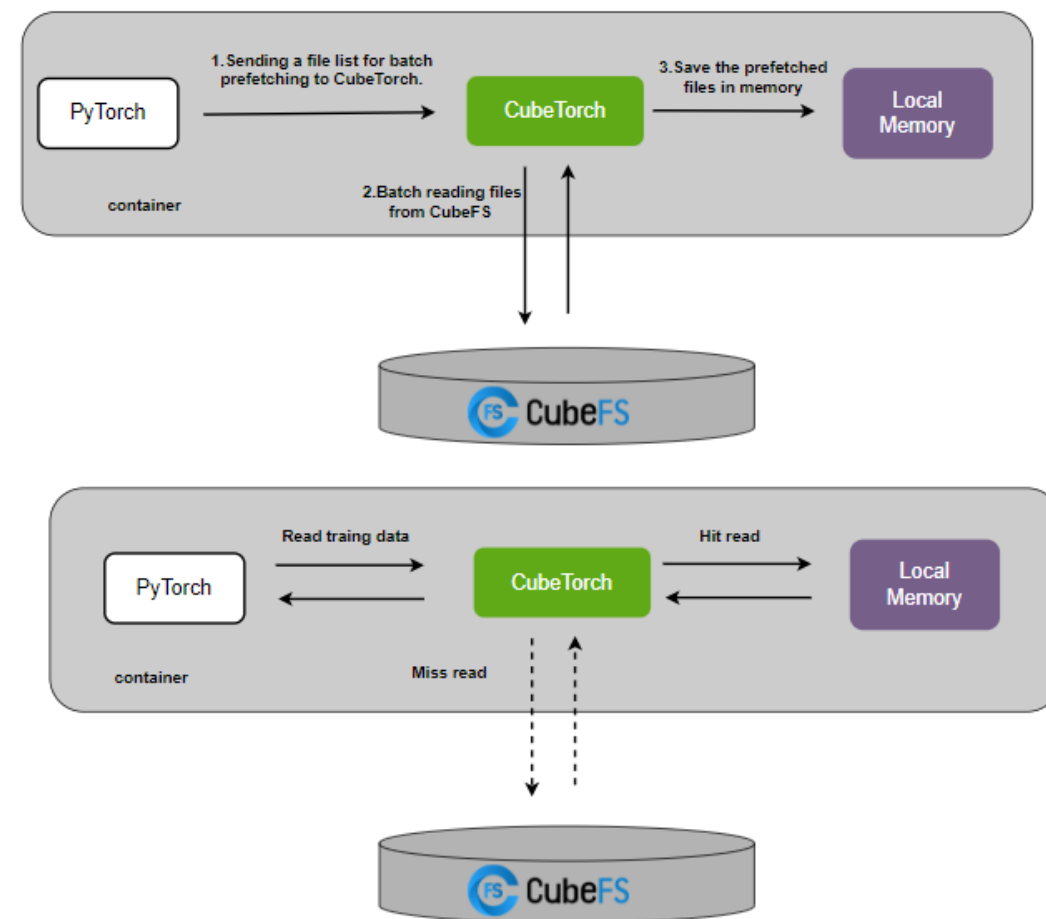 1.Sending a file list for batch
prefetching to CubeTorch.
3.Save the prefetched
files in memory
PyTorch
CubeTorch
Local
Memory
2.Batch reading files
from CubeFS
container
FS CubeFS
Read traing data
Hit read
PyTorch
CubeTorch
Local
Memory
Miss read
container
FS CubeFS